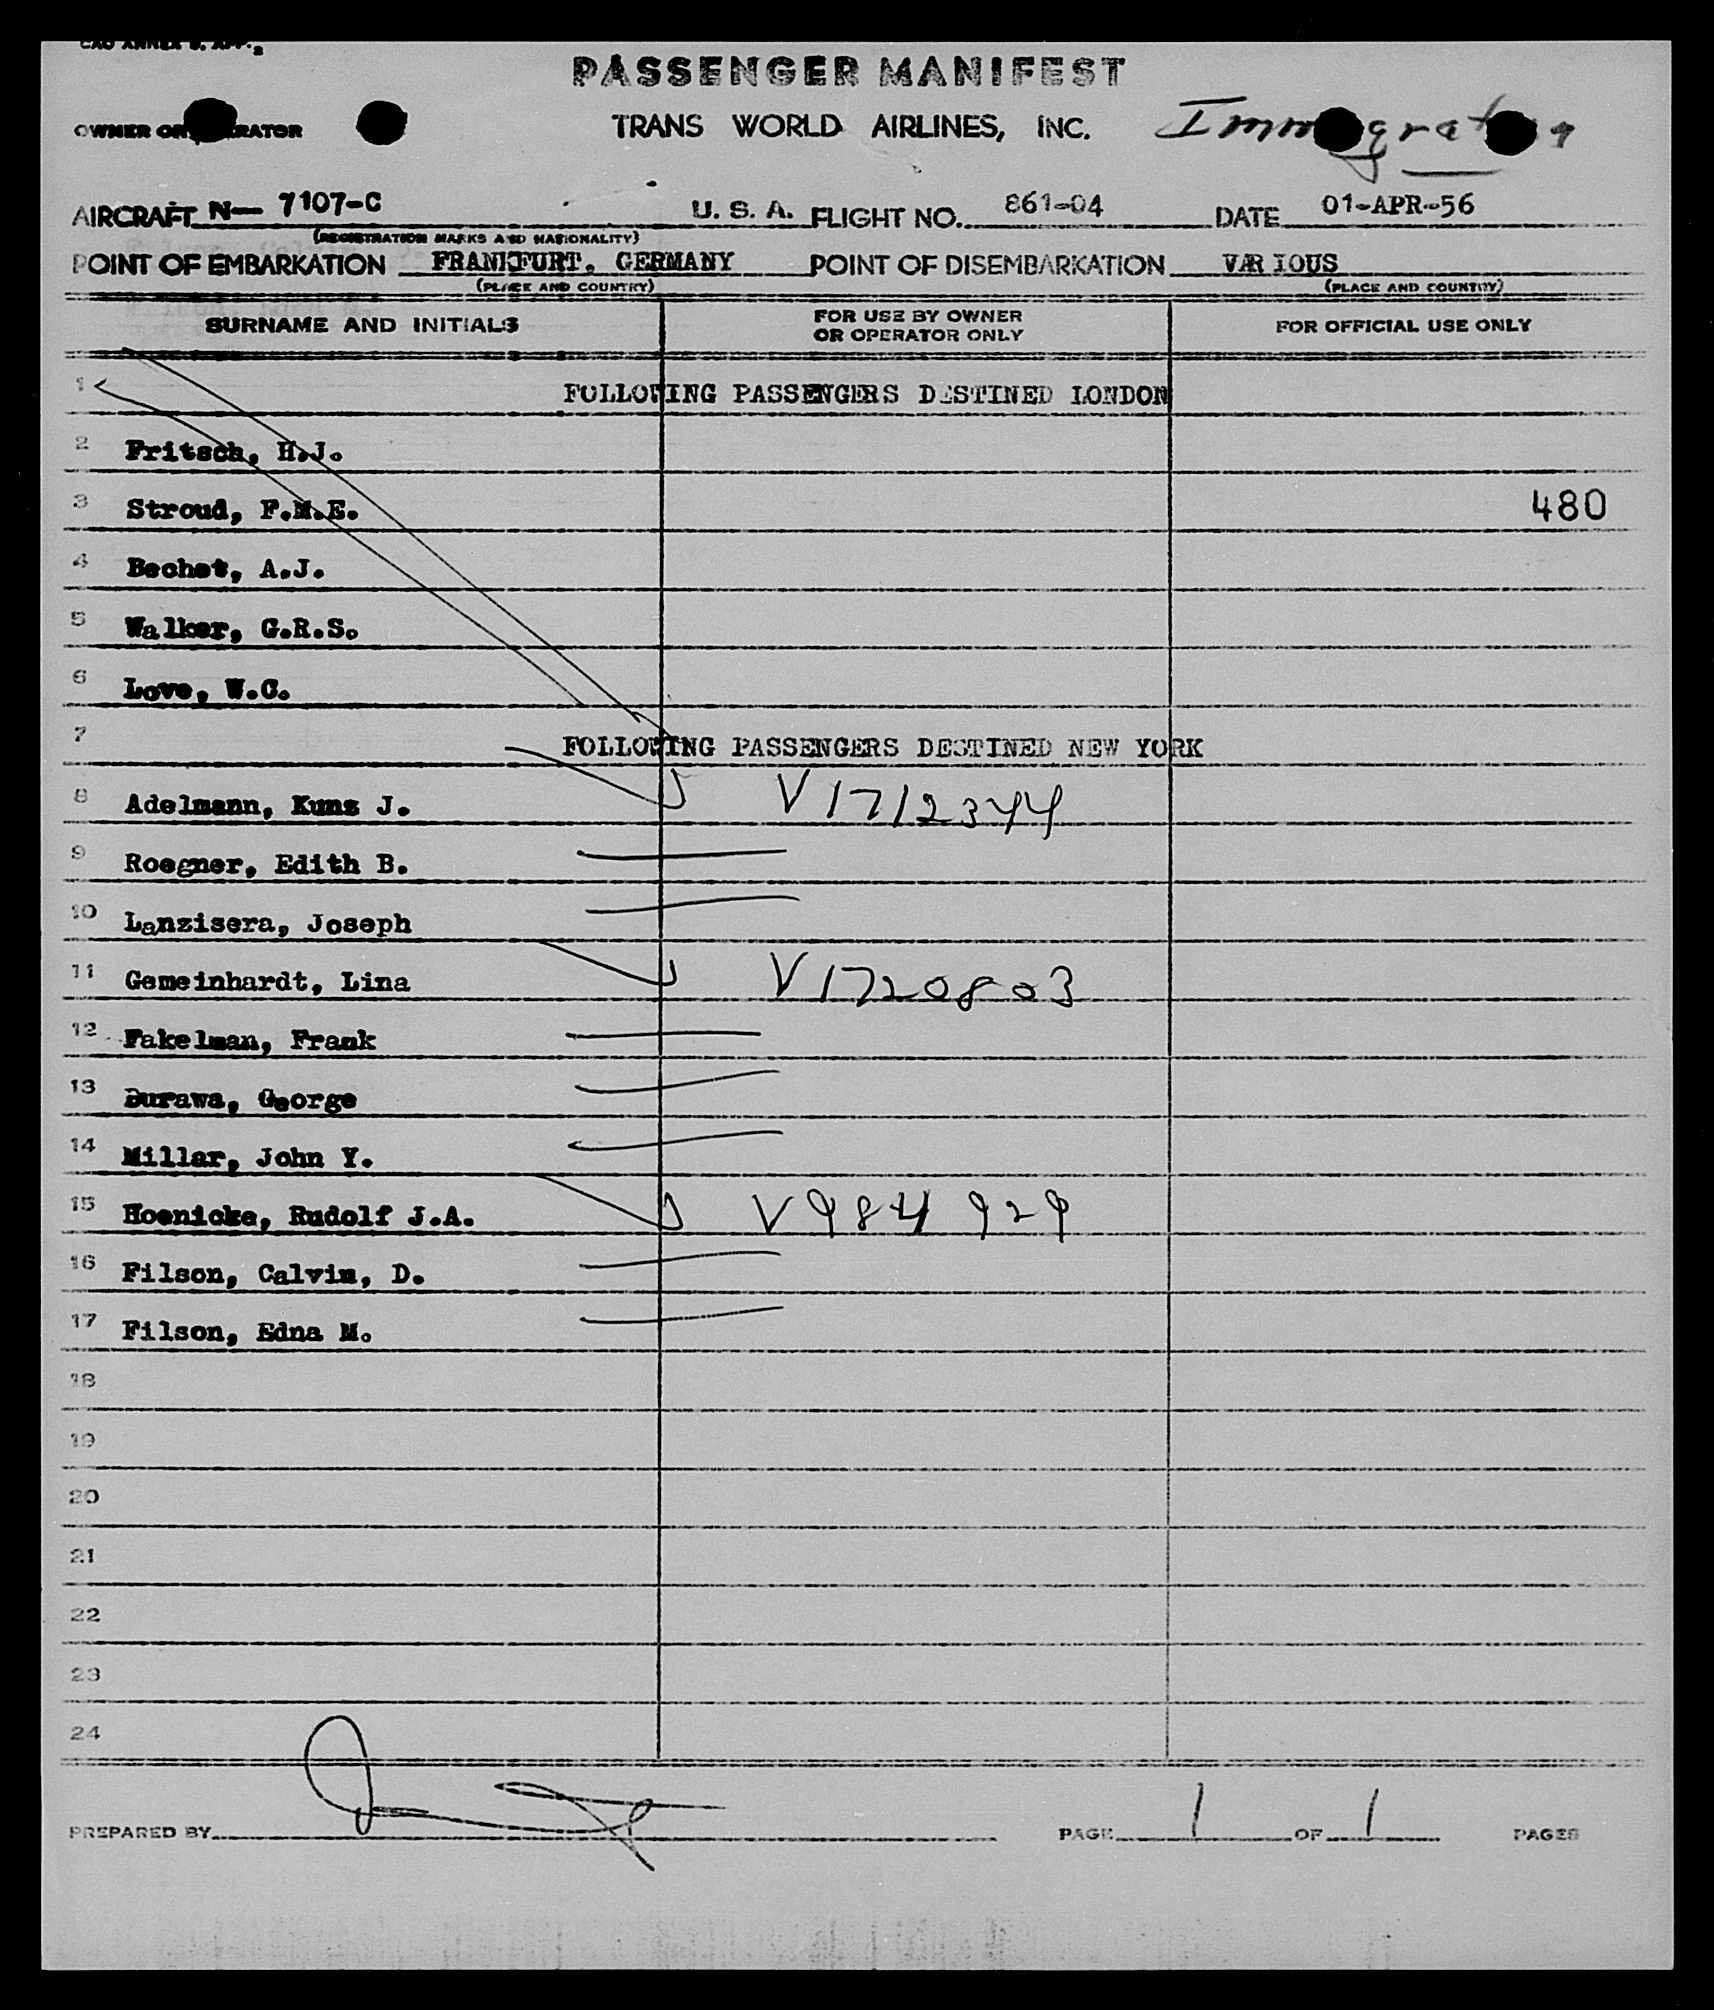 PASSENGER MANIFEST
OWNER OR OPERATOR TRANS WORLD AIRLINES, INC. Immigration
AIRCRAFT N— 7107-C U. S. A. FLIGHT NO. 861-04 DATE 01-APR-56
(REGISTRATION MARKS AND NATIONALITY)
POINT OF EMBARKATION FRANKFURT. GERMANY POINT OF DISEMBARKATION VARIOUS
(PLACE AND COUNTRY) (PLACE AND COUNTRY)
SURNAME AND INITIALS FOR USE BY OWNER OR OPERATOR ONLY FOR OFFICIAL USE ONLY
1 FOLLOWING PASSENGERS DESTINED LONDON
2 Fritsch, H.J.
3 Stroud, F.M.E. 480
4 Bechet, A.J.
5 Walker, G.R.S.
6 Love, W.C.
7 FOLLOWING PASSENGERS DESTINED NEW YORK
8 Adelmann, Kunz J. V1712344
9 Roegner, Edith B.
10 Lanzisera, Joseph
11 Gemeinhardt, Lina V1720803
12 Fakelman, Frank
13 Burawa, George
14 Millar, John Y.
15 Hoenicke, Rudolf J.A. V984929
16 Filson, Calvin, D.
17 Filson, Edna M.
18
19
20
21
22
23
24
PREPARED BY PAGE 1 OF 1 PAGES